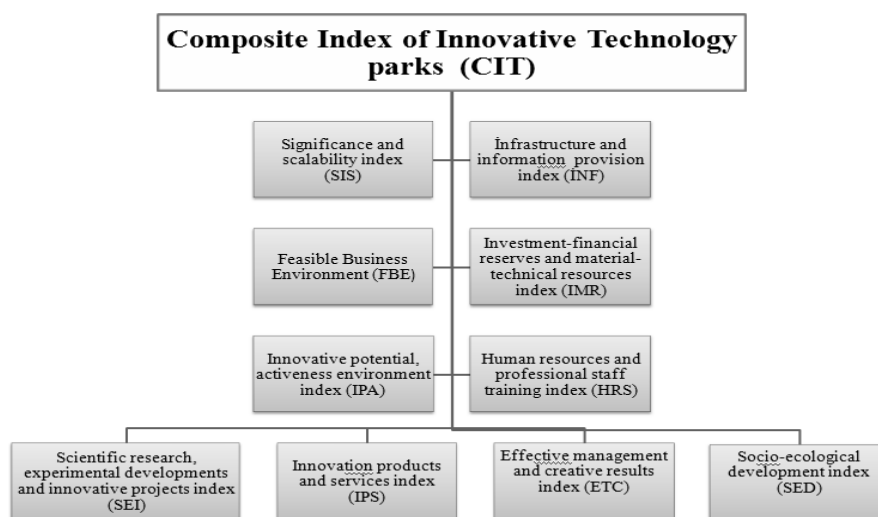 Composite Index of Innovative Technology
parks (CIT)
Significance and
scalability index
(SIS)
İnfrastructure and
information provision
index (İNF)
Feasible Business
Environment (FBE)
Investment-financial
reserves and material-
technical resources
index (IMR)
Innovative potential,
activeness environment
index (IPA)
Human resources and
professional staff
training index (HRS)
Scientific research,
experimental developments
and innovative projects index
(SEI)
Innovation products
and services index
(IPS)
Effective management
and creative results
index (ETC)
Socio-ecological
development index
(SED)